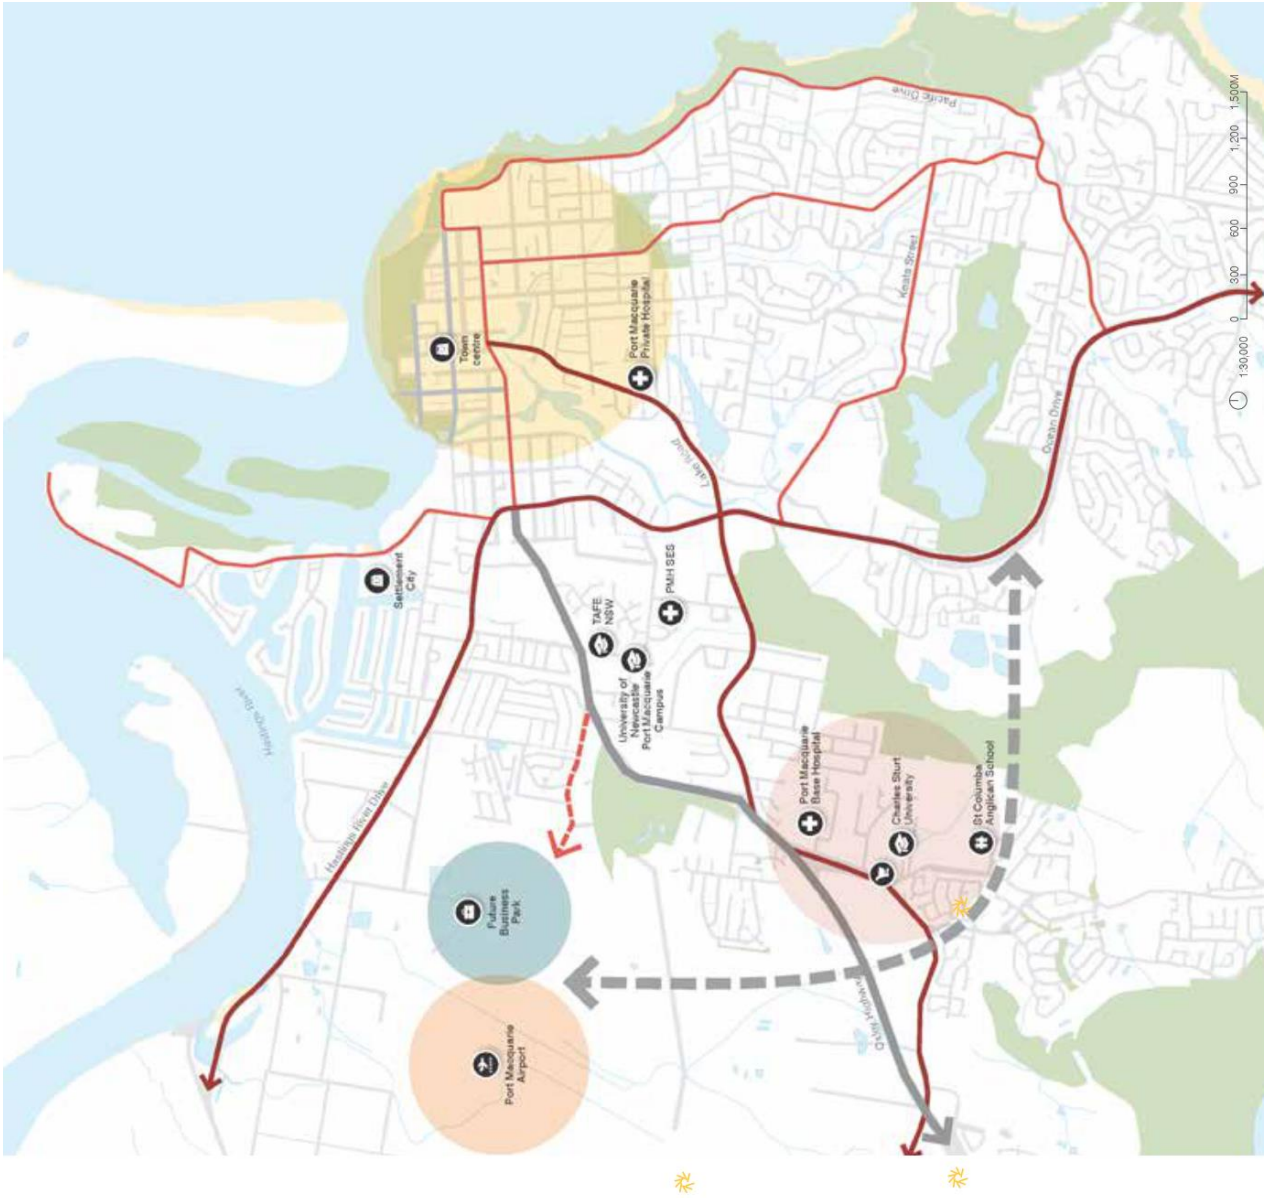 Pacific Drive
Town
centre
Port Macquarie
Private Hospital
Kmats Street
Lake Road
Ocean Drive
Settlement
City
Hastings River
TAFE
NSW
PMH SES
University of
Newcastle
Port Macquarie
Campus
Hastings River Drive
Port Macquarie
Base Hospital
Charles Sturt
University
St Columba
Anglican School
Future
Business
Park
Port Macquarie
Airport
Oxley Highway
1:30,000
0 300 600 900 1,200 1,500M